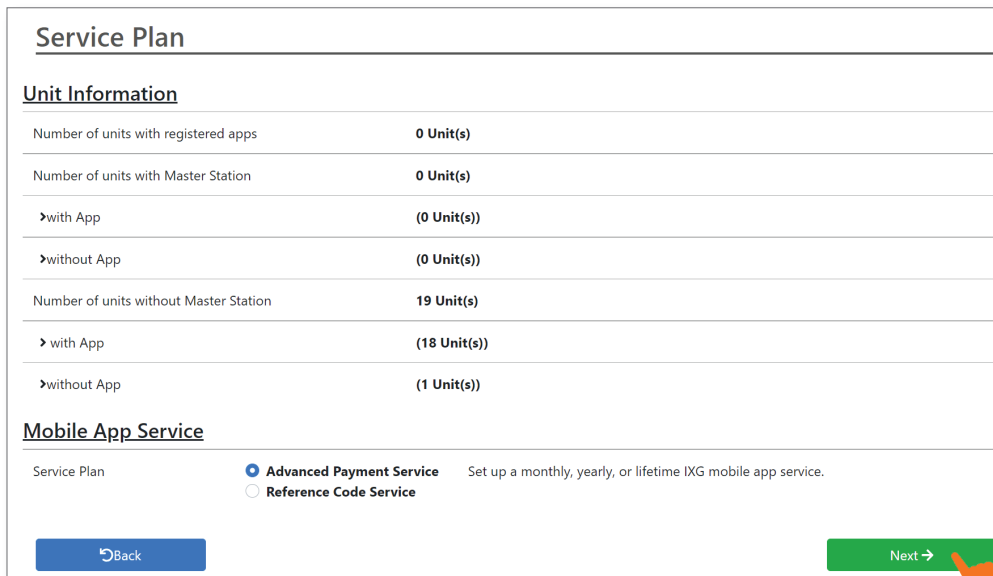 Service Plan
Unit Information
Number of units with registered apps 0 Unit(s)
Number of units with Master Station 0 Unit(s)
>with App (0 Unit(s))
>without App (0 Unit(s))
Number of units without Master Station 19 Unit(s)
> with App (18 Unit(s))
>without App (1 Unit(s))
Mobile App Service
Service Plan Advanced Payment Service Set up a monthly, yearly, or lifetime IXG mobile app service.
Reference Code Service
Back Next →